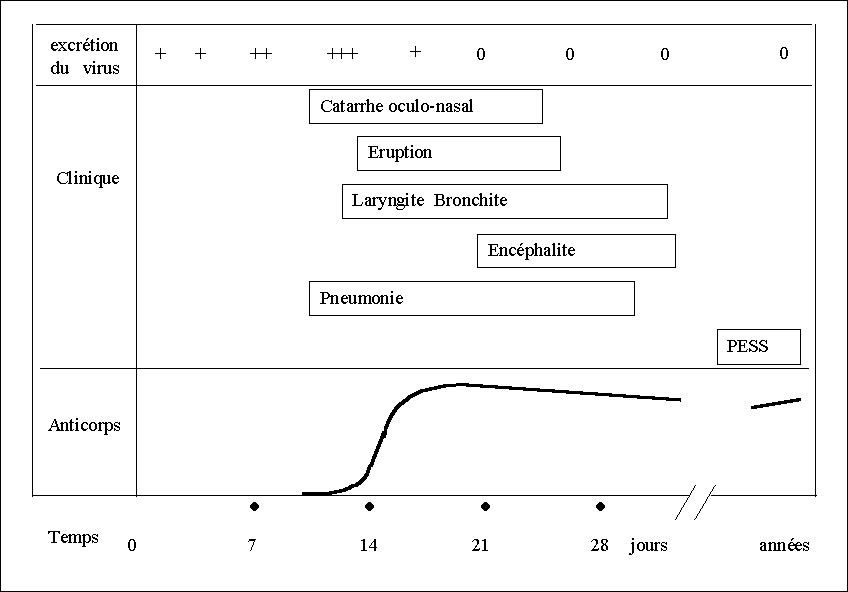 excrétion
du virus
+ + ++ +++ + 0 0 0 0
Clinique
Catarrhe oculo-nasal
Eruption
Laryngite Bronchite
Encéphalite
Pneumonie
PESS
Anticorps
Temps
0 7 14 21 28 jours années